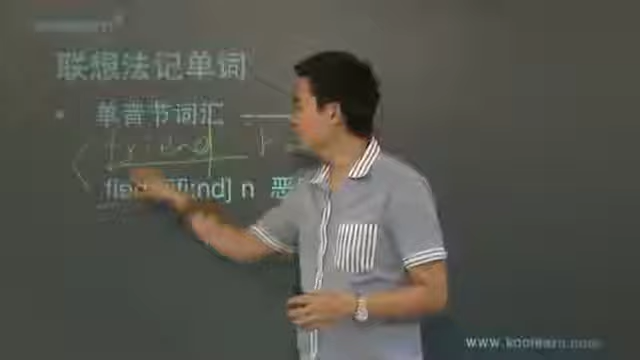 koolearn
联想法记单词
• 单音节词汇
friend
fiend [fi:nd] n 恶
www.koolearn.com